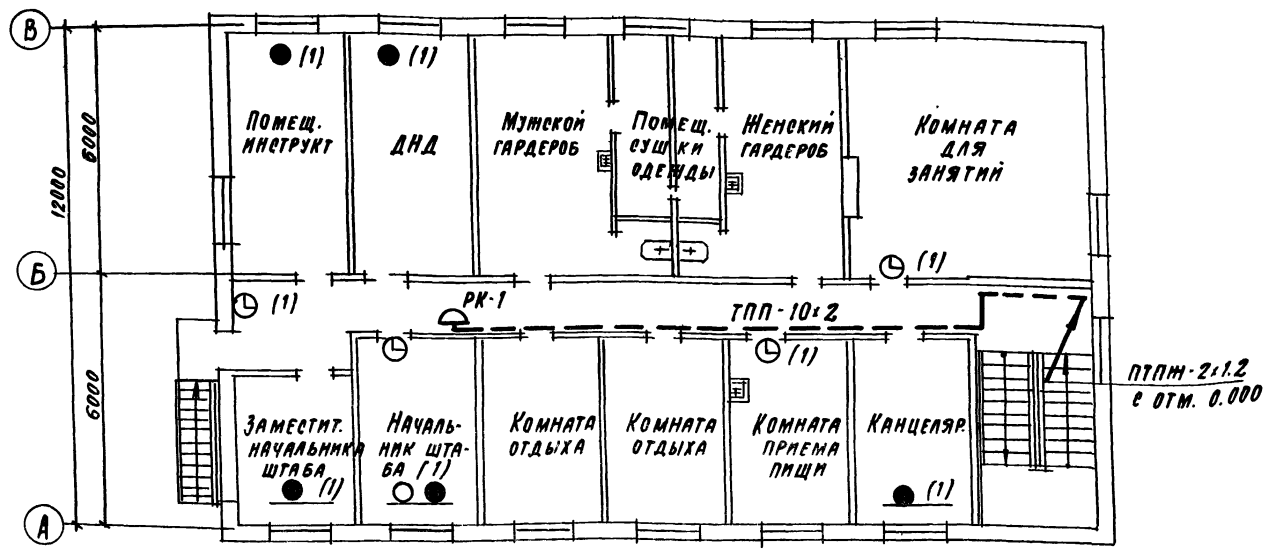 В
(1)
(1)
ПОМЕЩ.
ИНСТРУКТ
ДНД
МУЖСКОЙ
ГАРДЕРОБ
ПОМЕЩ.
СУШКИ
ОДЕЖДЫ
ЖЕНСКИЙ
ГАРДЕРОБ
КОМНАТА
ДЛЯ
ЗАНЯТИЙ
6000
12000
Б
(1)
(1)
РК-1
ТПП-10×2
(1)
6000
ПТПЖ-2×1.2
С ОТМ. 0.000
ЗАМЕСТИТ.
НАЧАЛЬНИКА
ШТАБА
(1)
НАЧАЛЬ-
НИК ШТА-
БА (1)
КОМНАТА
ОТДЫХА
КОМНАТА
ОТДЫХА
КОМНАТА
ПРИЕМА
ПИЩИ
КАНЦЕЛЯР.
(1)
А